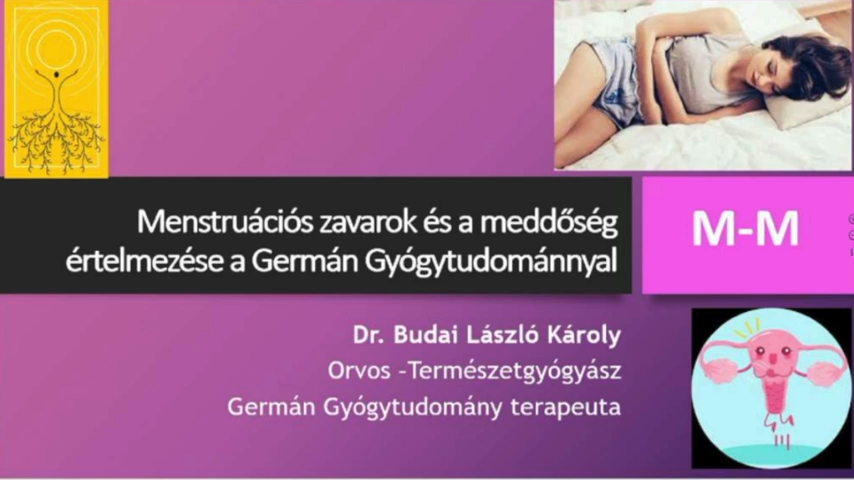 Menstruációs zavarok és a meddőség
értelmezése a Germán Gyógytudománnyal
M-M
Dr. Budai László Károly
Orvos -Természetgyógyász
Germán Gyógytudomány terapeuta